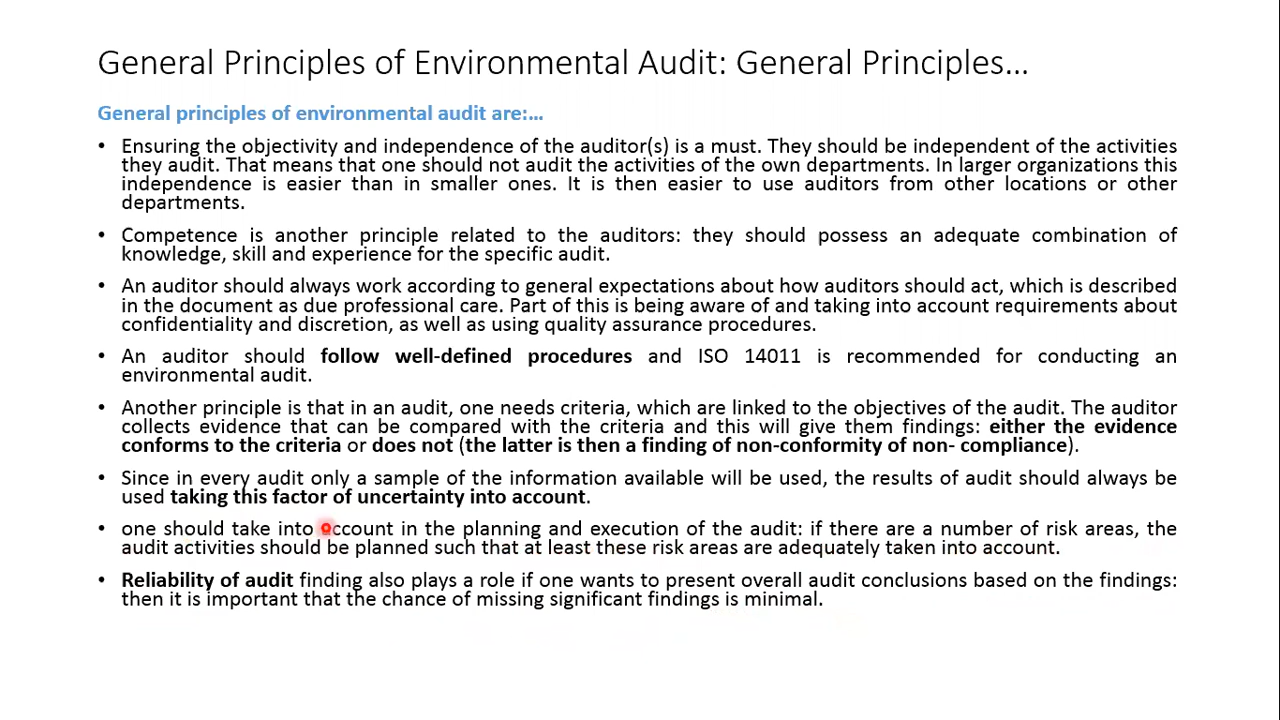 General Principles of Environmental Audit: General Principles...
General principles of environmental audit are:...
• Ensuring the objectivity and independence of the auditor(s) is a must. They should be independent of the activities
they audit. That means that one should not audit the activities of the own departments. In larger organizations this
independence is easier than in smaller ones. It is then easier to use auditors from other locations or other
departments.
• Competence is another principle related to the auditors: they should possess an adequate combination of
knowledge, skill and experience for the specific audit.
• An auditor should always work according to general expectations about how auditors should act, which is described
in the document as due professional care. Part of this is being aware of and taking into account requirements about
confidentiality and discretion, as well as using quality assurance procedures.
• An auditor should follow well-defined procedures and ISO 14011 is recommended for conducting an
environmental audit.
• Another principle is that in an audit, one needs criteria, which are linked to the objectives of the audit. The auditor
collects evidence that can be compared with the criteria and this will give them findings: either the evidence
conforms to the criteria or does not (the latter is then a finding of non-conformity of non- compliance).
• Since in every audit only a sample of the information available will be used, the results of audit should always be
used taking this factor of uncertainty into account.
• one should take into account in the planning and execution of the audit: if there are a number of risk areas, the
audit activities should be planned such that at least these risk areas are adequately taken into account.
• Reliability of audit finding also plays a role if one wants to present overall audit conclusions based on the findings:
then it is important that the chance of missing significant findings is minimal.